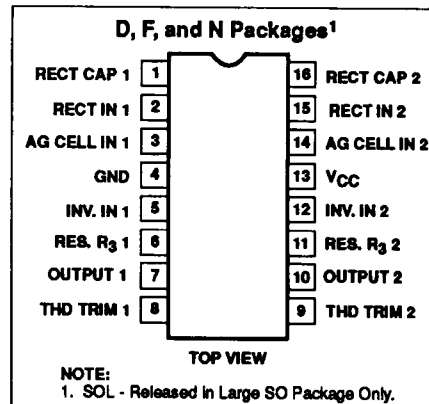 D, F, and N Packages1
RECT CAP 1 1 16 RECT CAP 2
RECT IN 1 2 15 RECT IN 2
AG CELL IN 1 3 14 AG CELL IN 2
GND 4 13 VCC
INV. IN 1 5 12 INV. IN 2
RES. R3 1 6 11 RES. R3 2
OUTPUT 1 7 10 OUTPUT 2
THD TRIM 1 8 9 THD TRIM 2
TOP VIEW
NOTE:
1. SOL - Released in Large SO Package Only.